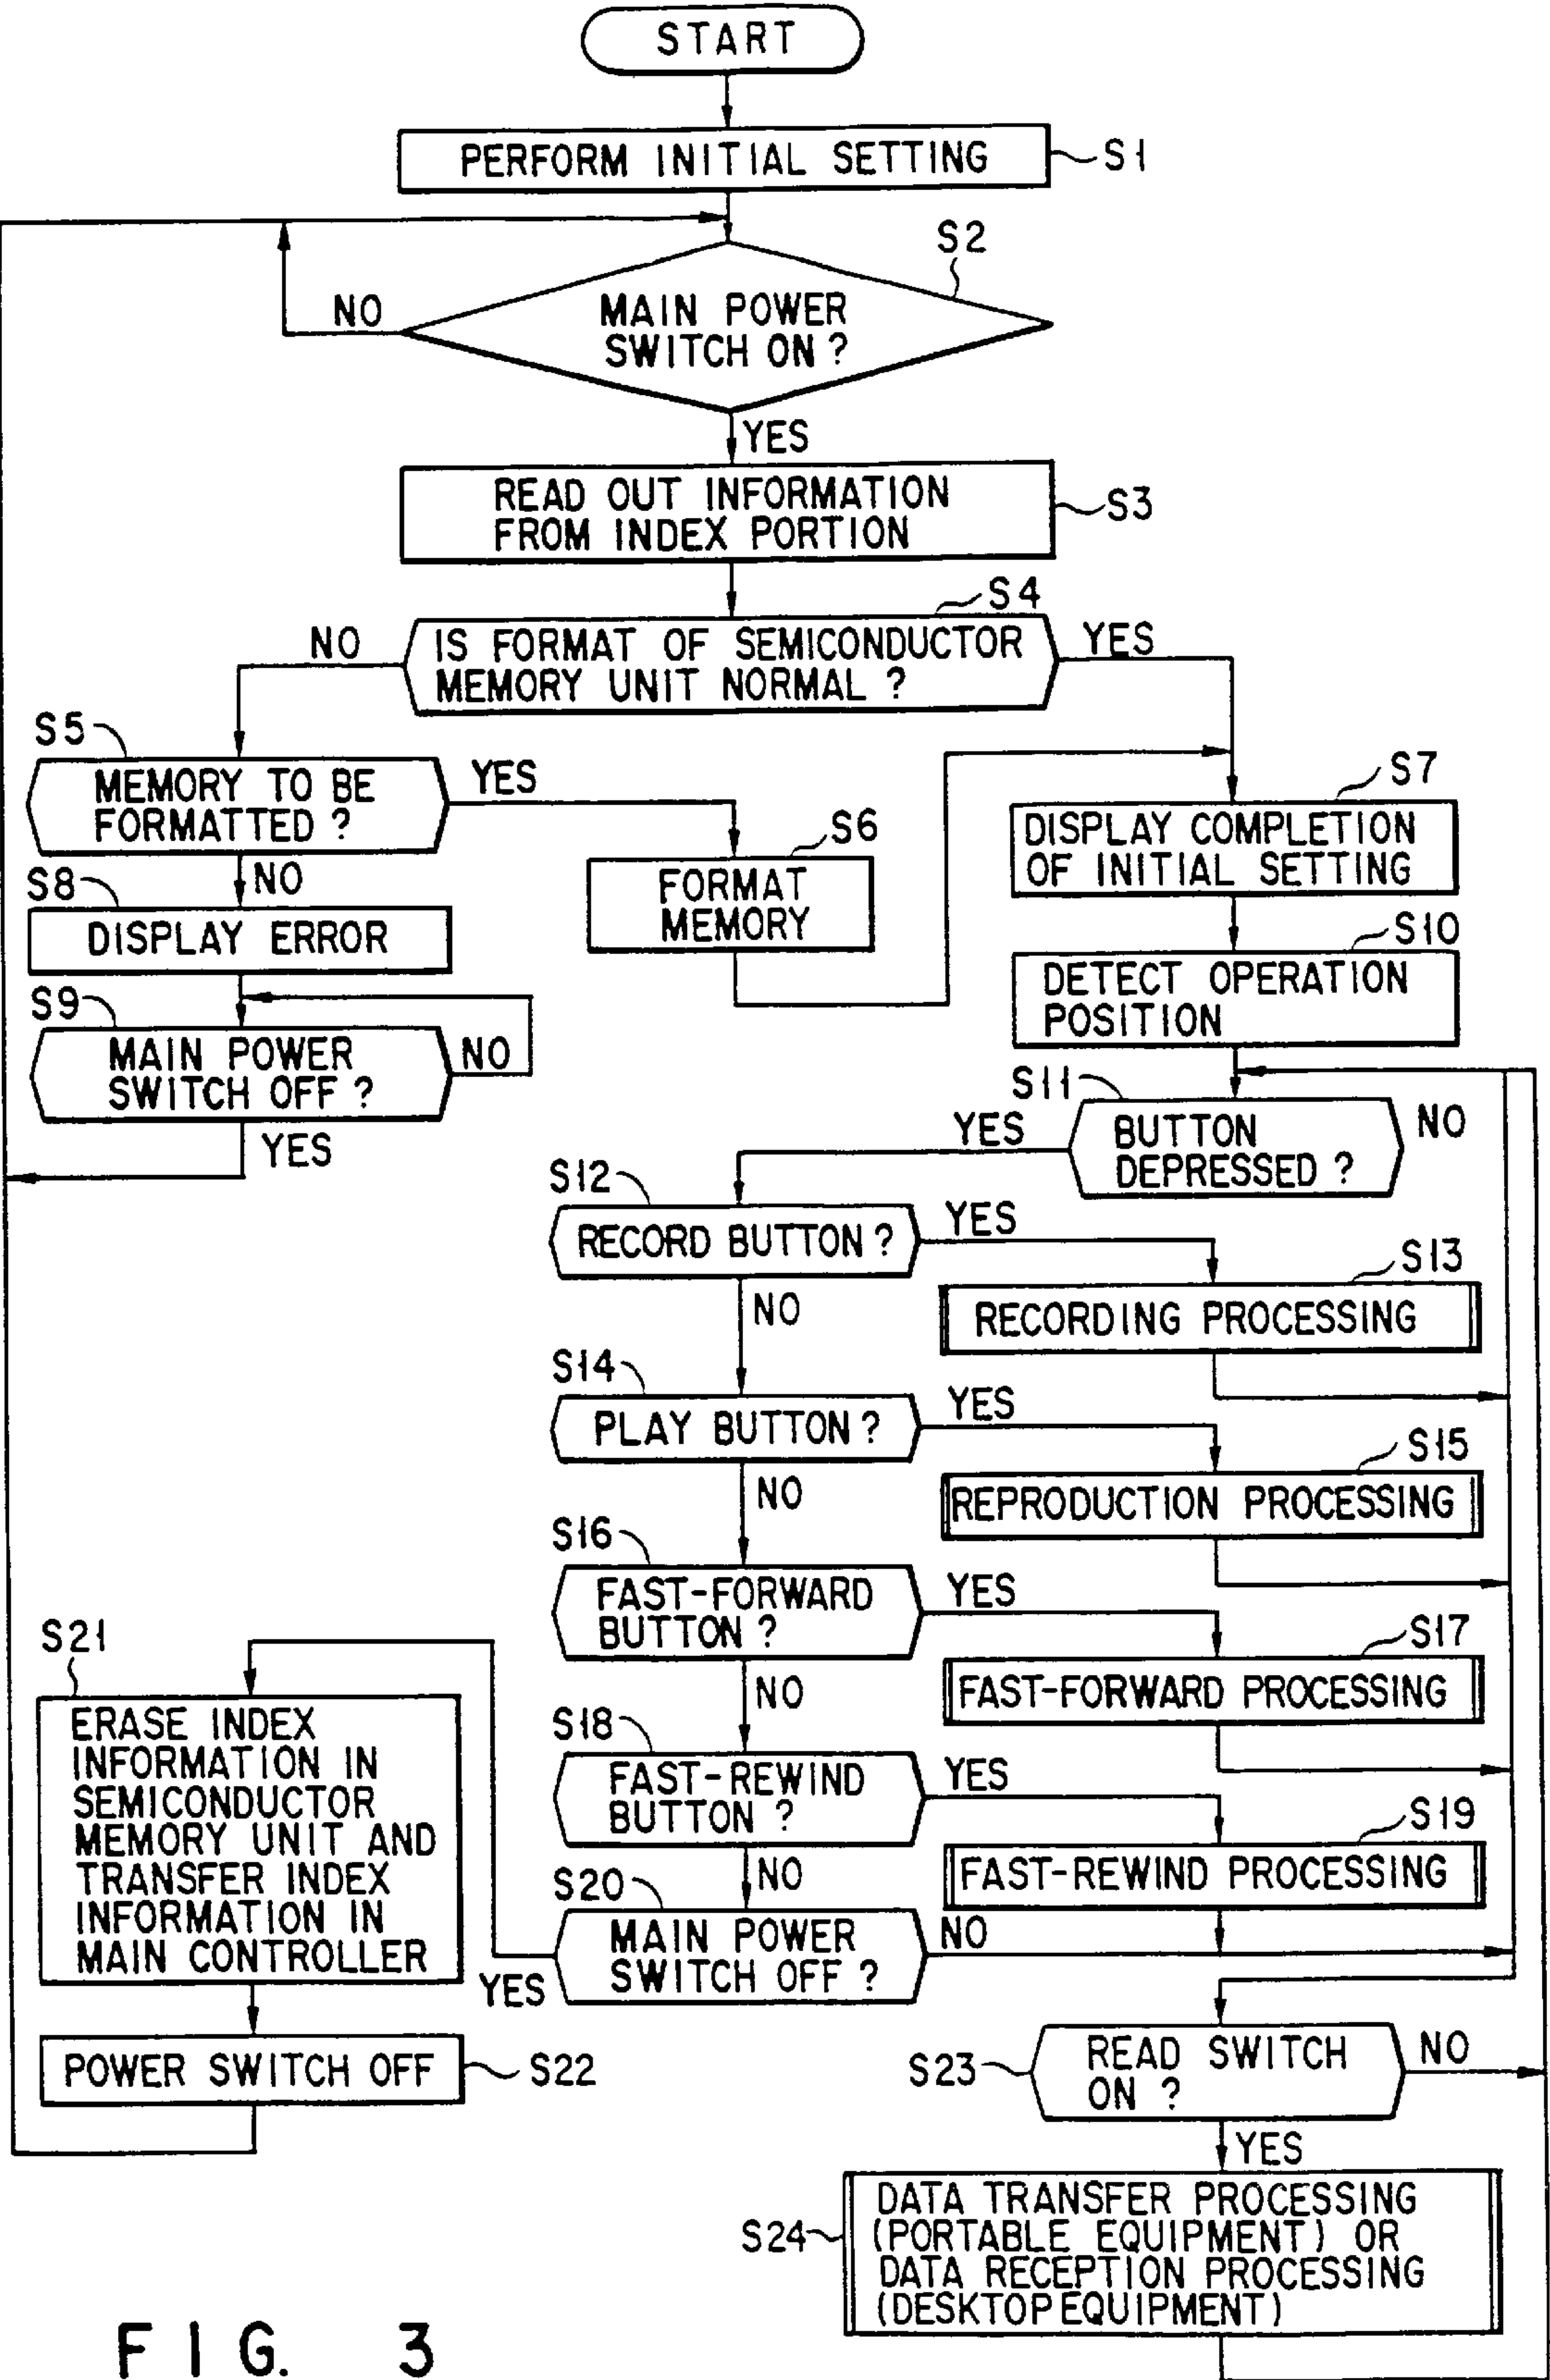 START
PERFORM INITIAL SETTING
S1
S2
MAIN POWER
SWITCH ON ?
NO
YES
READ OUT INFORMATION
FROM INDEX PORTION
S3
S4
IS FORMAT OF SEMICONDUCTOR
MEMORY UNIT NORMAL ?
NO
YES
S5
MEMORY TO BE
FORMATTED ?
YES
NO
S6
FORMAT
MEMORY
S7
DISPLAY COMPLETION
OF INITIAL SETTING
S8
DISPLAY ERROR
S9
MAIN POWER
SWITCH OFF ?
NO
YES
S10
DETECT OPERATION
POSITION
S11
BUTTON
DEPRESSED ?
YES
NO
S12
RECORD BUTTON ?
YES
NO
S13
RECORDING PROCESSING
S14
PLAY BUTTON ?
YES
NO
S15
REPRODUCTION PROCESSING
S16
FAST-FORWARD
BUTTON ?
YES
NO
S17
FAST-FORWARD PROCESSING
S18
FAST-REWIND
BUTTON ?
YES
NO
S19
FAST-REWIND PROCESSING
S20
MAIN POWER
SWITCH OFF ?
NO
YES
S21
ERASE INDEX
INFORMATION IN
SEMICONDUCTOR
MEMORY UNIT AND
TRANSFER INDEX
INFORMATION IN
MAIN CONTROLLER
POWER SWITCH OFF
S22
S23
READ SWITCH
ON ?
NO
YES
S24
DATA TRANSFER PROCESSING
(PORTABLE EQUIPMENT) OR
DATA RECEPTION PROCESSING
(DESKTOP EQUIPMENT)
FIG. 3